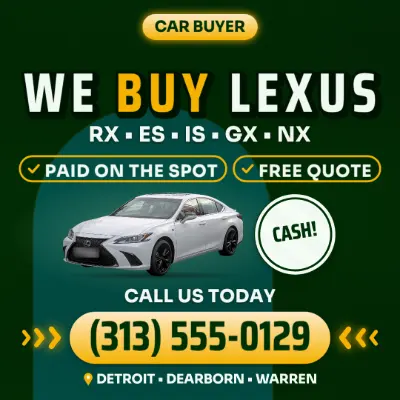 CAR BUYER
WE BUY LEXUS
RX ▪ ES ▪ IS ▪ GX ▪ NX
PAID ON THE SPOT
FREE QUOTE
CASH!
CALL US TODAY
(313) 555-0129
DETROIT ▪ DEARBORN ▪ WARREN